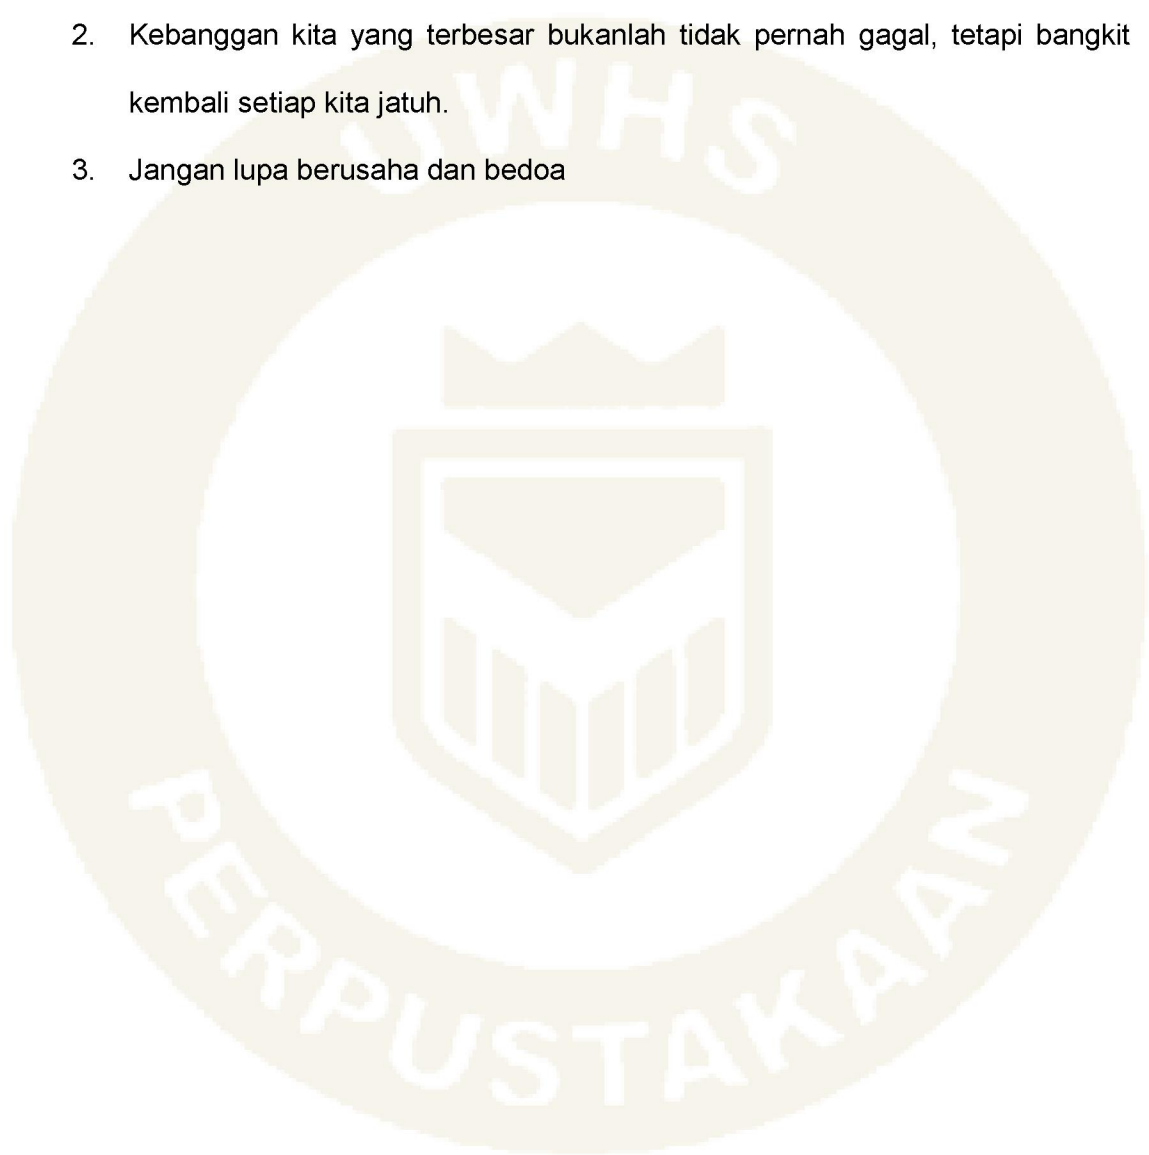 2. Kebanggan kita yang terbesar bukanlah tidak pernah gagal, tetapi bangkit
kembali setiap kita jatuh.
3. Jangan lupa berusaha dan bedoa
UWHS
PERPUSTAKAAN